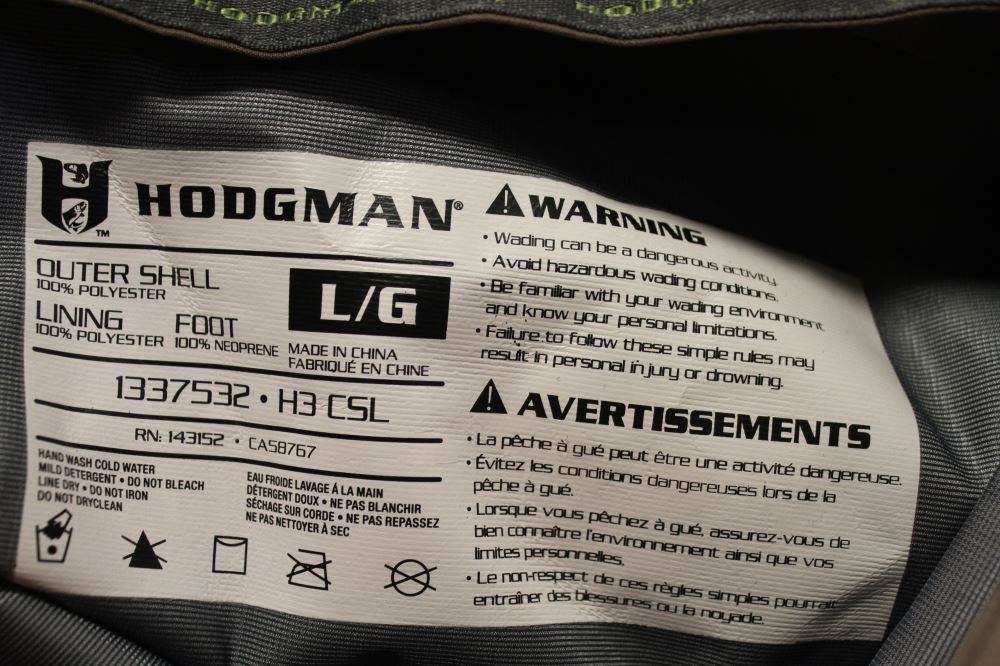 HODGMAN
H
TM
HODGMAN®
OUTER SHELL
100% POLYESTER
LINING
100% POLYESTER
FOOT
100% NEOPRENE
L/G
MADE IN CHINA
FABRIQUÉ EN CHINE
1337532 • H3 CSL
RN: 143152 • CA58767
HAND WASH COLD WATER
MILD DETERGENT • DO NOT BLEACH
LINE DRY • DO NOT IRON
DO NOT DRYCLEAN
EAU FROIDE LAVAGE À LA MAIN
DÉTERGENT DOUX • NE PAS BLANCHIR
SÉCHAGE SUR CORDE • NE PAS REPASSEZ
NE PAS NETTOYER À SEC
WARNING
• Wading can be a dangerous activity.
• Avoid hazardous wading conditions.
• Be familiar with your wading environment
and know your personal limitations.
• Failure to follow these simple rules may
result in personal injury or drowning.
AVERTISSEMENTS
• La pêche à gué peut être une activité dangereuse.
• Évitez les conditions dangereuses lors de la
pêche à gué.
• Lorsque vous pêchez à gué, assurez-vous de
bien connaître l'environnement ainsi que vos
limites personnelles.
• Le non-respect de ces règles simples pourrait
entraîner des blessures ou la noyade.